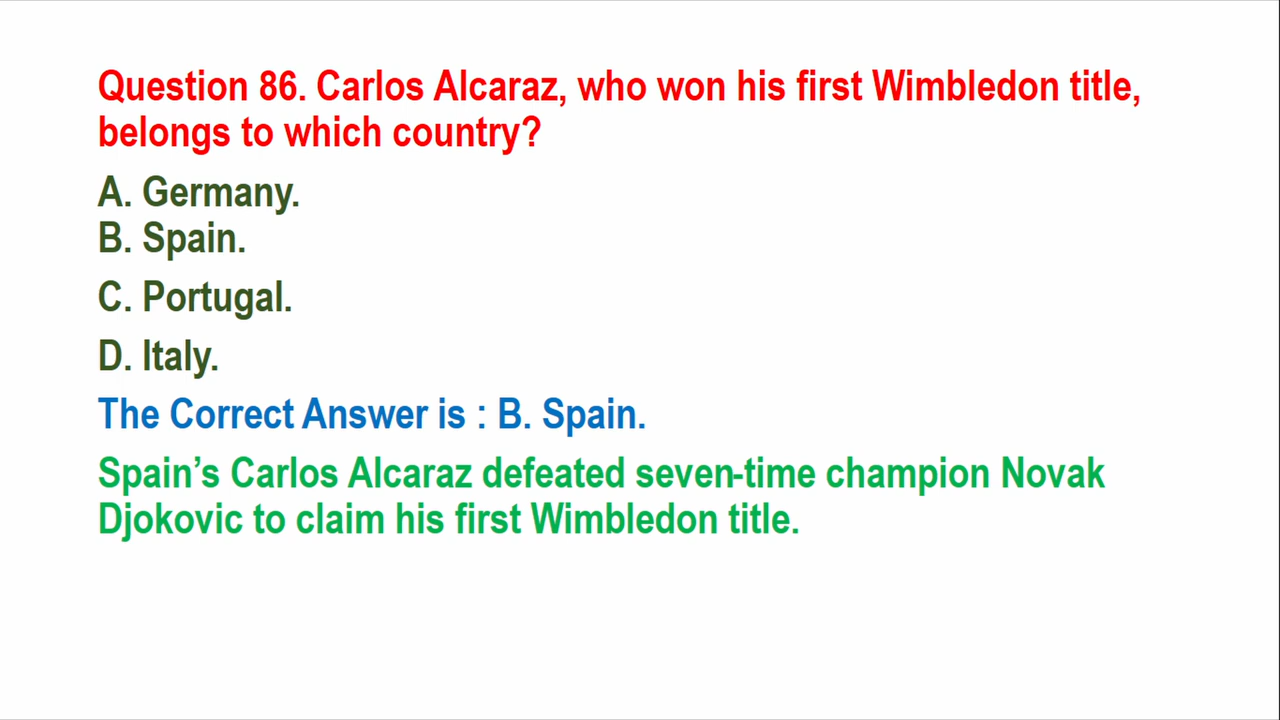 Question 86. Carlos Alcaraz, who won his first Wimbledon title,
belongs to which country?
A. Germany.
B. Spain.
C. Portugal.
D. Italy.
The Correct Answer is : B. Spain.
Spain’s Carlos Alcaraz defeated seven-time champion Novak
Djokovic to claim his first Wimbledon title.